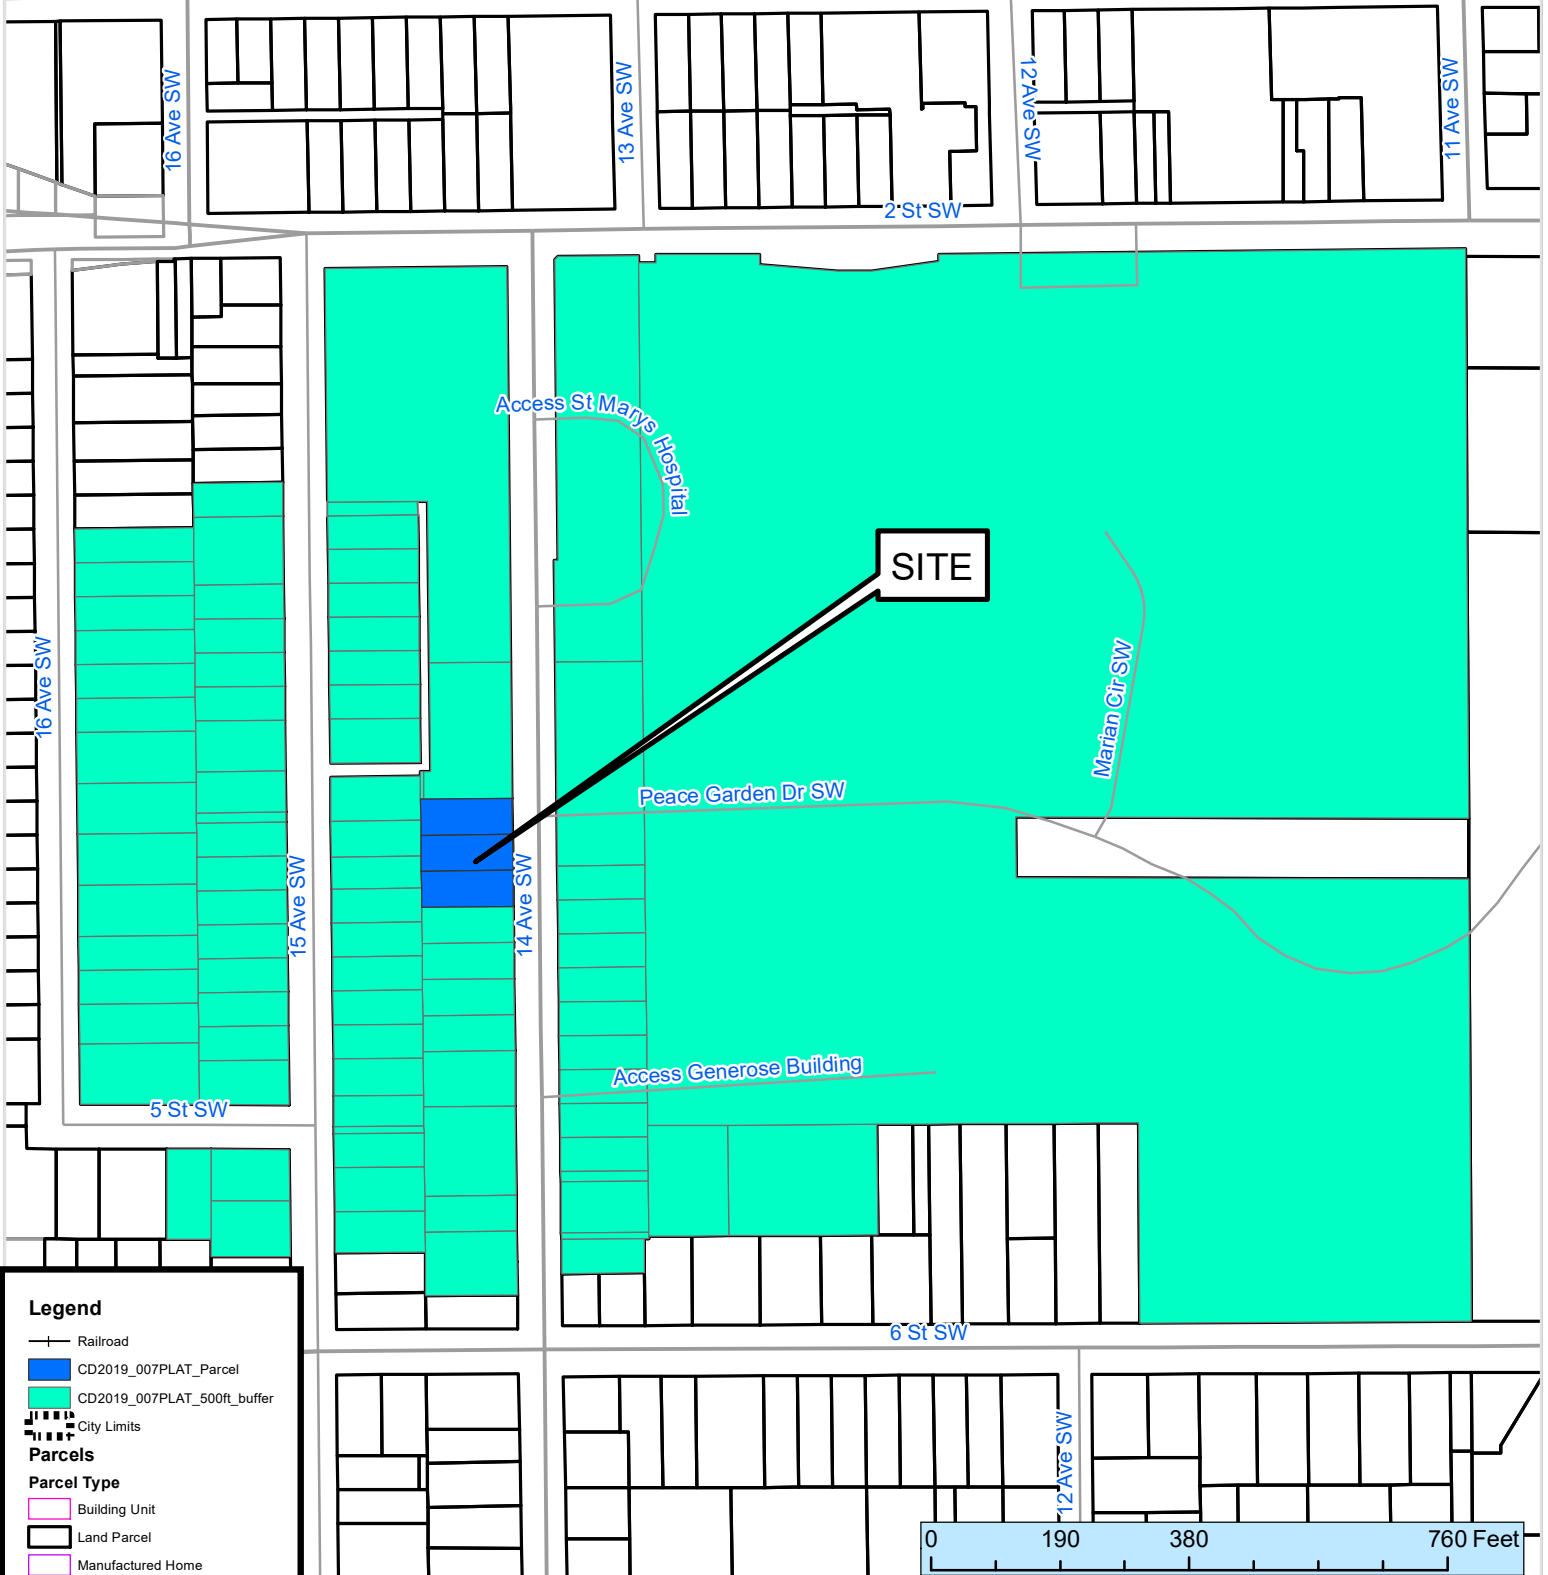 16 Ave SW
13 Ave SW
12 Ave SW
11 Ave SW
2 St SW
Access St Marys Hospital
SITE
16 Ave SW
Marian Cir SW
Peace Garden Dr SW
15 Ave SW
14 Ave SW
Access Generose Building
5 St SW
6 St SW
12 Ave SW
Legend
Railroad
CD2019_007PLAT_Parcel
CD2019_007PLAT_500ft_buffer
City Limits
Parcels
Parcel Type
Building Unit
Land Parcel
Manufactured Home
0 190 380 760 Feet